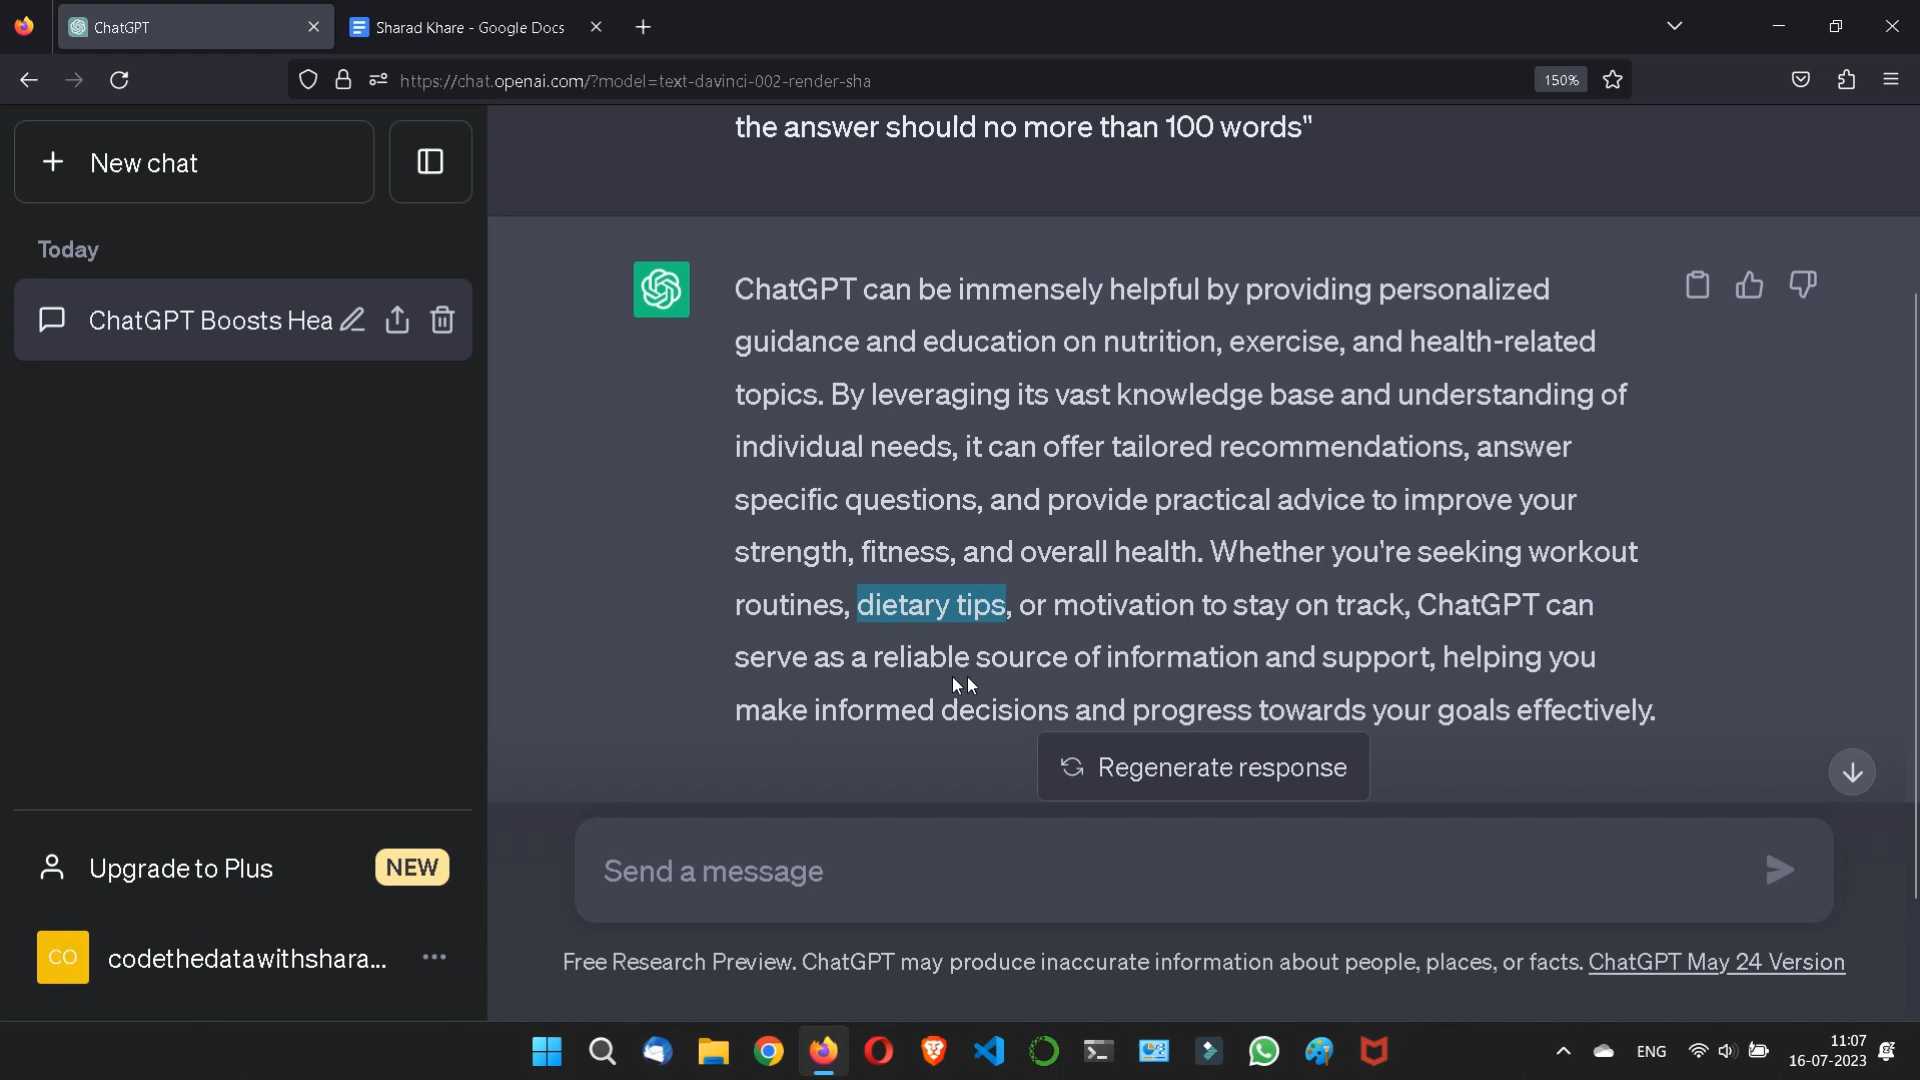 ChatGPT
Sharad Khare - Google Docs
https://chat.openai.com/?model=text-davinci-002-render-sha
150%
New chat
Today
ChatGPT Boosts Hea
the answer should no more than 100 words"
ChatGPT can be immensely helpful by providing personalized
guidance and education on nutrition, exercise, and health-related
topics. By leveraging its vast knowledge base and understanding of
individual needs, it can offer tailored recommendations, answer
specific questions, and provide practical advice to improve your
strength, fitness, and overall health. Whether you're seeking workout
routines, dietary tips, or motivation to stay on track, ChatGPT can
serve as a reliable source of information and support, helping you
make informed decisions and progress towards your goals effectively.
Regenerate response
Send a message
Upgrade to Plus
NEW
CO
codethedatawithshara...
Free Research Preview. ChatGPT may produce inaccurate information about people, places, or facts. ChatGPT May 24 Version
ENG
11:07
16-07-2023